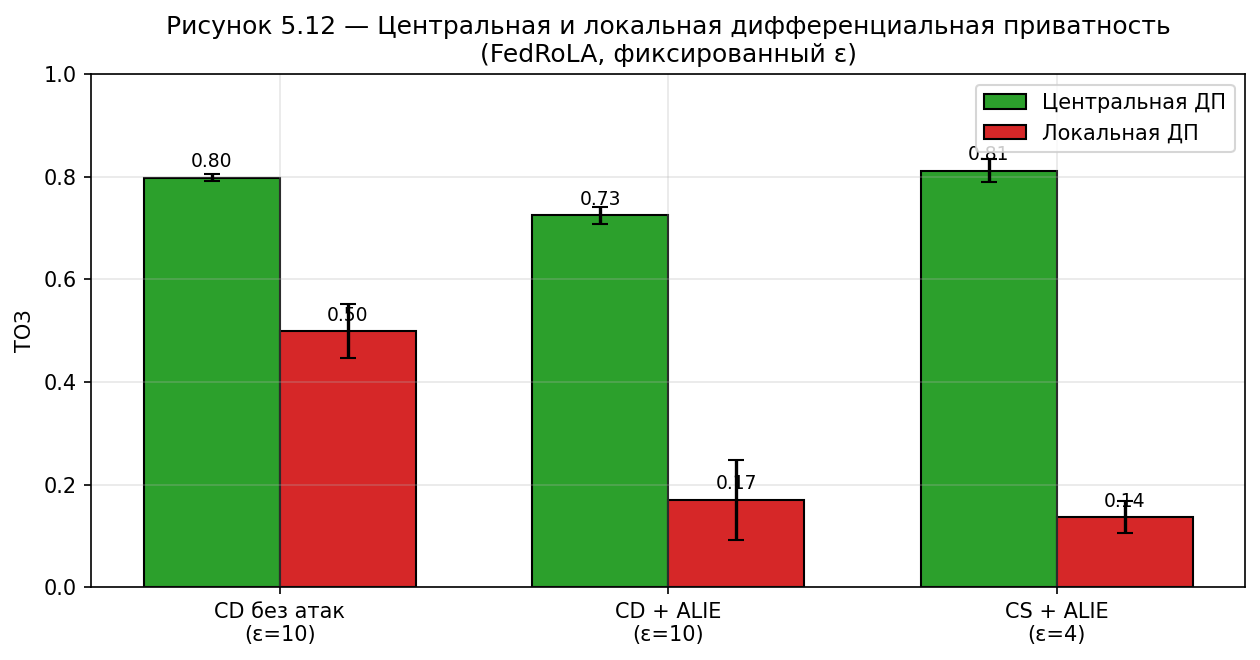 Рисунок 5.12 — Центральная и локальная дифференциальная приватность
(FedRoLA, фиксированный ε)
Центральная ДП
Локальная ДП
ТОЗ
1.0
0.8
0.6
0.4
0.2
0.0
0.80
0.50
0.73
0.17
0.81
0.14
CD без атак
(ε=10)
CD + ALIE
(ε=10)
CS + ALIE
(ε=4)